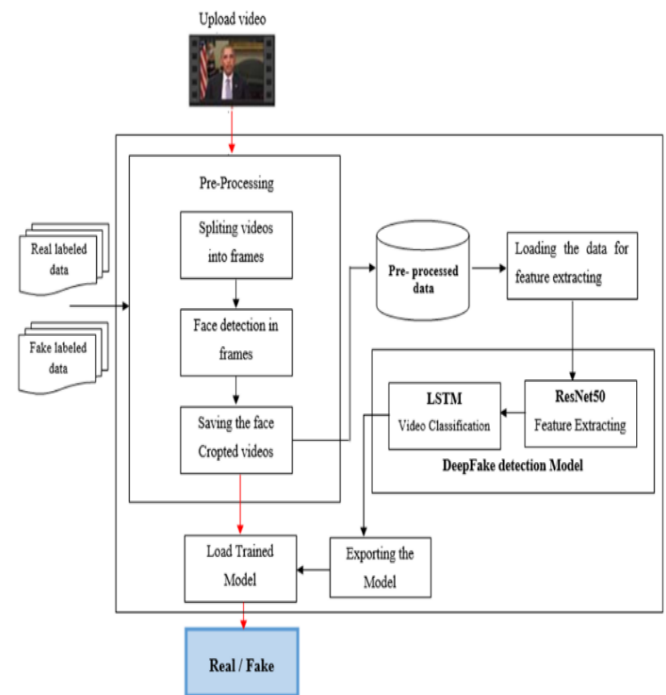 Upload video
Pre-Processing
Spliting videos
into frames
Real labeled
data
Fake labeled
data
Face detection in
frames
Saving the face
Cropted videos
Pre- processed
data
Loading the data for
feature extracting
LSTM
Video Classification
ResNet50
Feature Extracting
DeepFake detection Model
Load Trained
Model
Exporting the
Model
Real / Fake